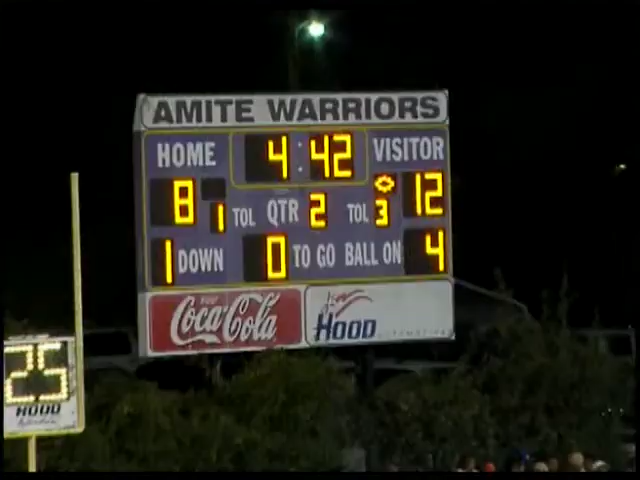 AMITE WARRIORS
HOME 4:42 VISITOR
8 1 TOL QTR 2 TOL 3 12
1 DOWN 0 TO GO BALL ON 4
Coca-Cola HOOD
25
HOOD